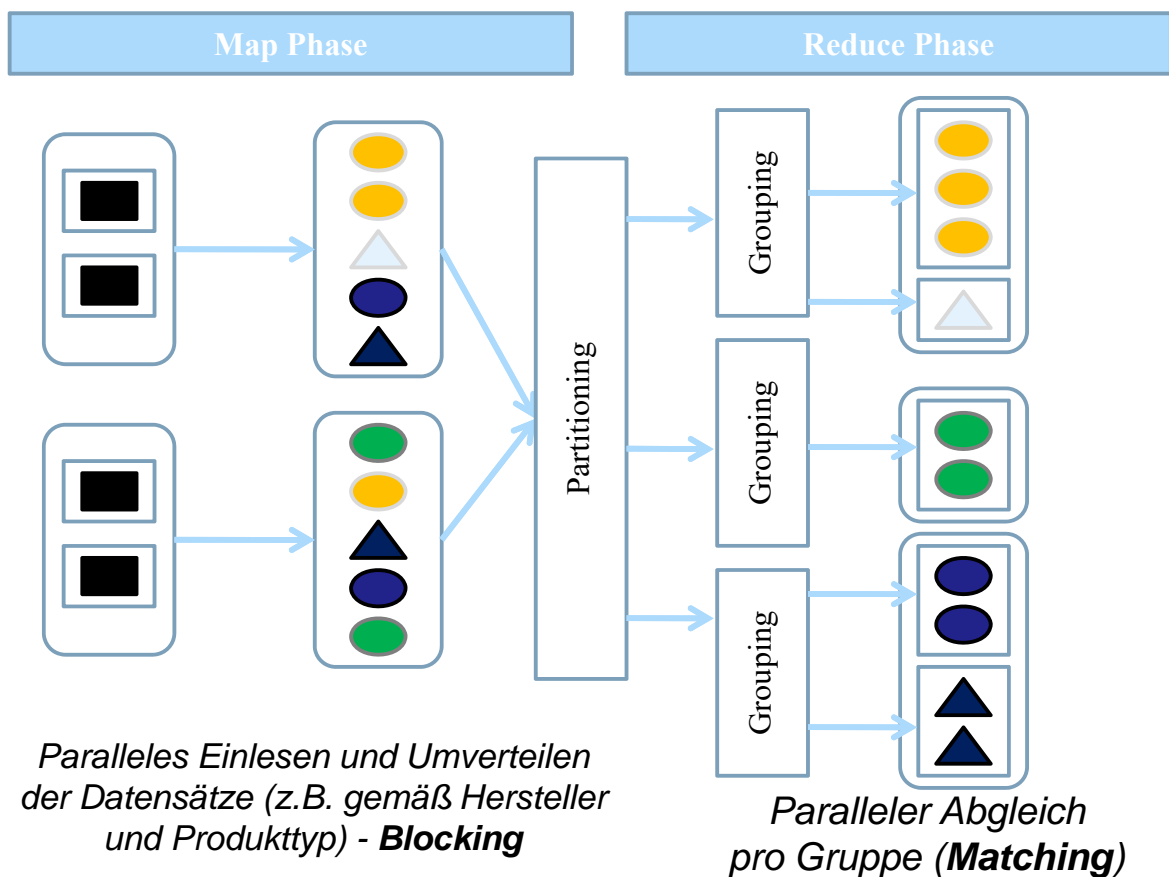 Map Phase
Reduce Phase
Partitioning
Grouping
Grouping
Grouping
Paralleles Einlesen und Umverteilen
der Datensätze (z.B. gemäß Hersteller
und Produkttyp) - Blocking
Paralleler Abgleich
pro Gruppe (Matching)